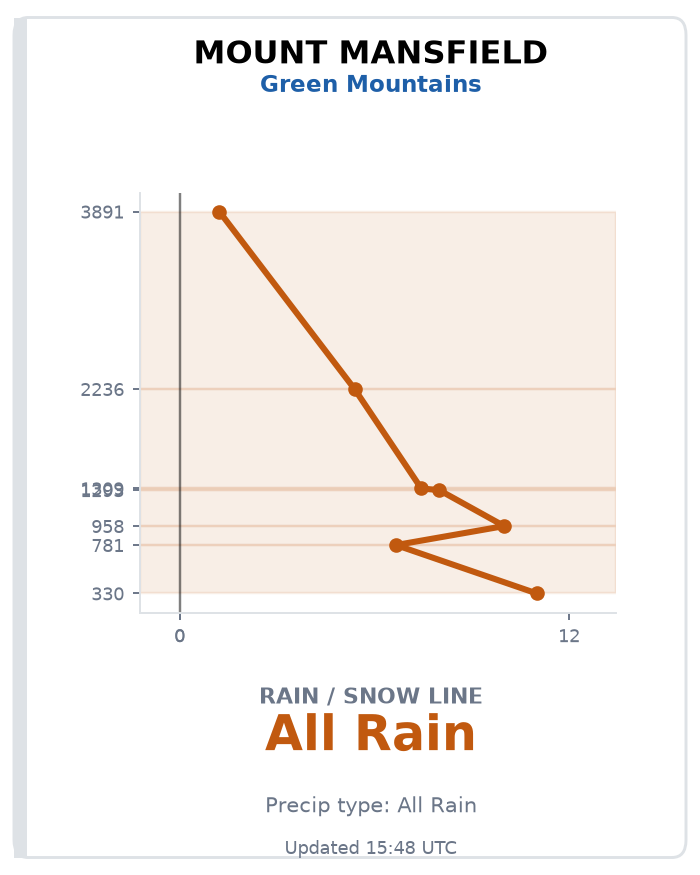 MOUNT MANSFIELD
Green Mountains
3891
2236
958
781
330
0 12
RAIN / SNOW LINE
All Rain
Precip type: All Rain
Updated 15:48 UTC